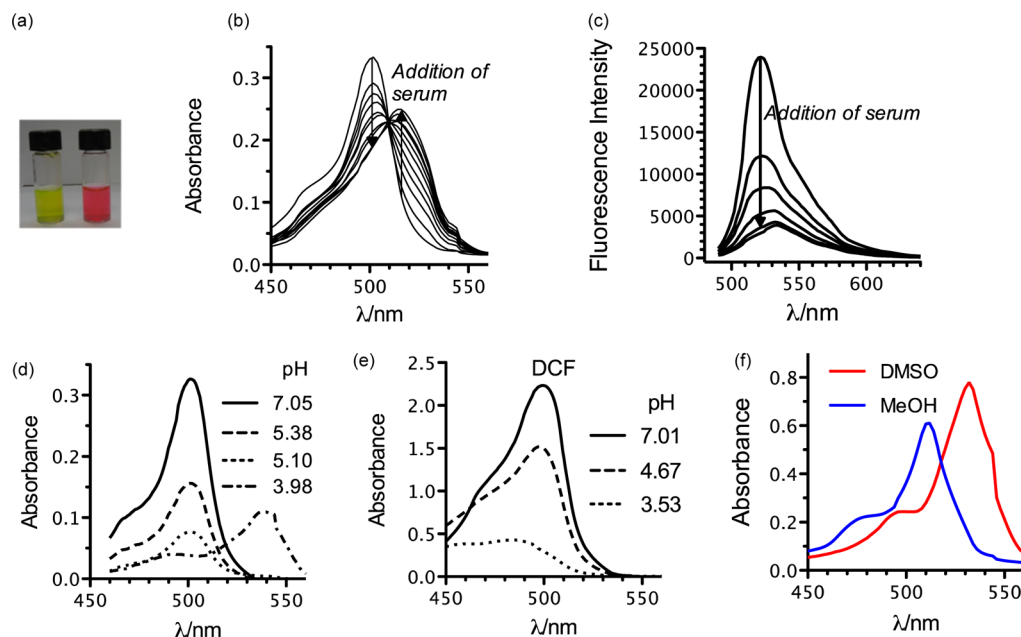 (a)
(b)
0.3
0.2
0.1
0.0
Absorbance
450
500
550
λ/nm
Addition of
serum
(c)
25000
20000
15000
10000
5000
0
Fluorescence Intensity
500
550
600
λ/nm
Addition of serum
(d)
0.3
0.2
0.1
0.0
Absorbance
450
500
550
λ/nm
pH
7.05
5.38
5.10
3.98
(e)
DCF
2.5
2.0
1.5
1.0
0.5
0.0
Absorbance
450
500
550
λ/nm
pH
7.01
4.67
3.53
(f)
0.8
0.6
0.4
0.2
0.0
Absorbance
450
500
550
λ/nm
DMSO
MeOH